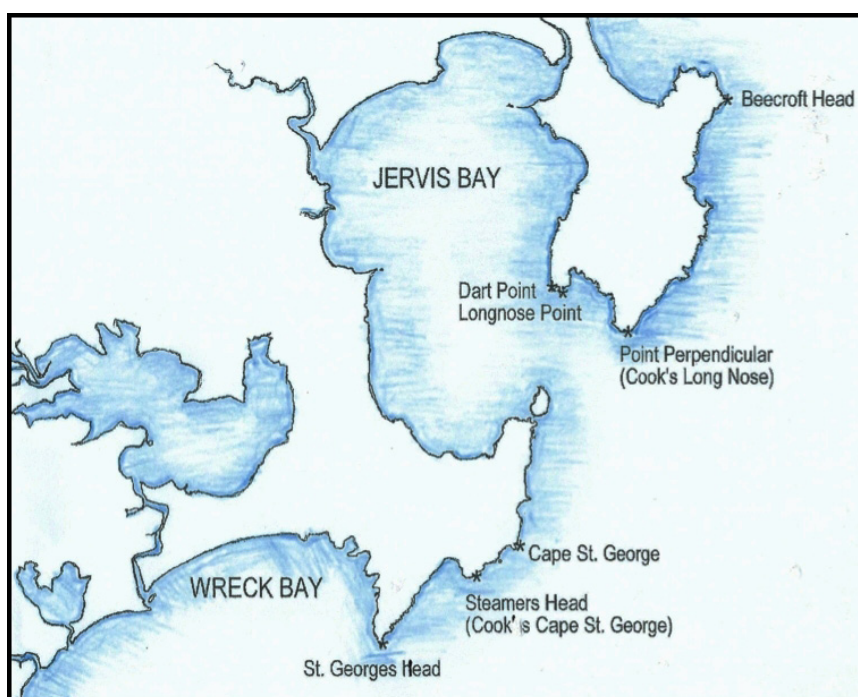 Beecroft Head
JERVIS BAY
Dart Point
Longnose Point
Point Perpendicular
(Cook's Long Nose)
Cape St. George
WRECK BAY
Steamers Head
(Cook's Cape St. George)
St. Georges Head